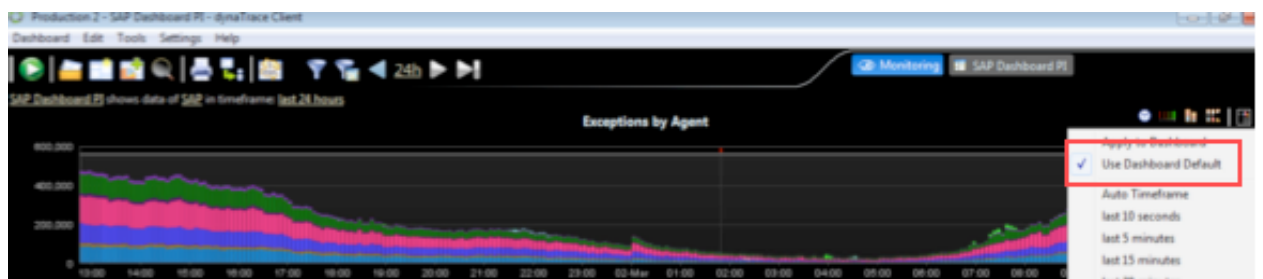 Production 2 - SAP Dashboard PI - dynaTrace Client
Dashboard Edit Tools Settings Help
24h
Monitoring
SAP Dashboard PI
SAP Dashboard PI shows data of SAP in timeframe: last 24 hours
Exceptions by Agent
Apply to Dashboard
Use Dashboard Default
Auto Timeframe
last 10 seconds
last 5 minutes
last 15 minutes
600,000
400,000
200,000
0
13:00 14:00 15:00 16:00 17:00 18:00 19:00 20:00 21:00 22:00 23:00 02-Mar 01:00 02:00 03:00 04:00 05:00 06:00 07:00 08:00